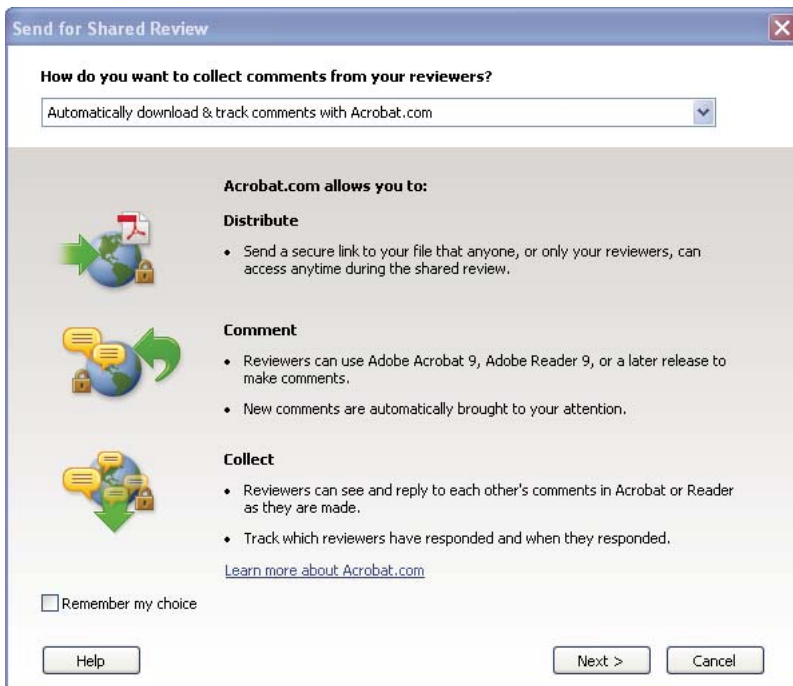 Send for Shared Review
How do you want to collect comments from your reviewers?
Automatically download & track comments with Acrobat.com
Acrobat.com allows you to:
Distribute
• Send a secure link to your file that anyone, or only your reviewers, can
access anytime during the shared review.
Comment
• Reviewers can use Adobe Acrobat 9, Adobe Reader 9, or a later release to
make comments.
• New comments are automatically brought to your attention.
Collect
• Reviewers can see and reply to each other's comments in Acrobat or Reader
as they are made.
• Track which reviewers have responded and when they responded.
Learn more about Acrobat.com
Remember my choice
Help
Next >
Cancel